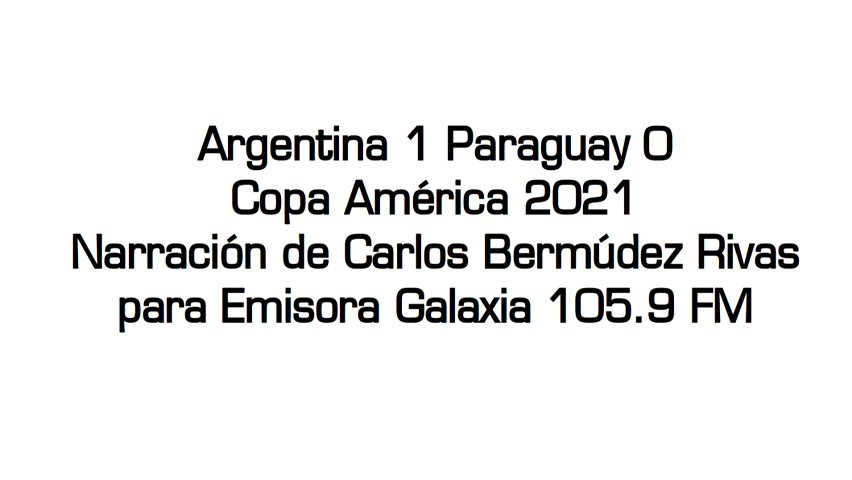 Argentina 1 Paraguay 0
Copa América 2021
Narración de Carlos Bermúdez Rivas
para Emisora Galaxia 105.9 FM